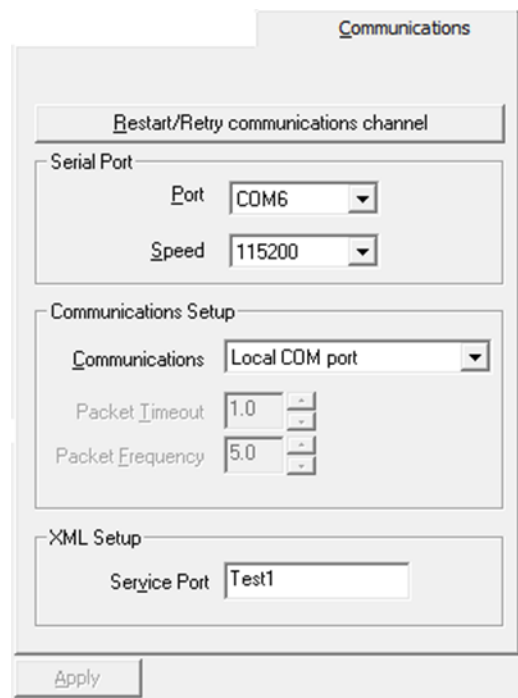 Communications
Restart/Retry communications channel
Serial Port
Port COM6
Speed 115200
Communications Setup
Communications Local COM port
Packet Timeout 1.0
Packet Frequency 5.0
XML Setup
Service Port Test1
Apply